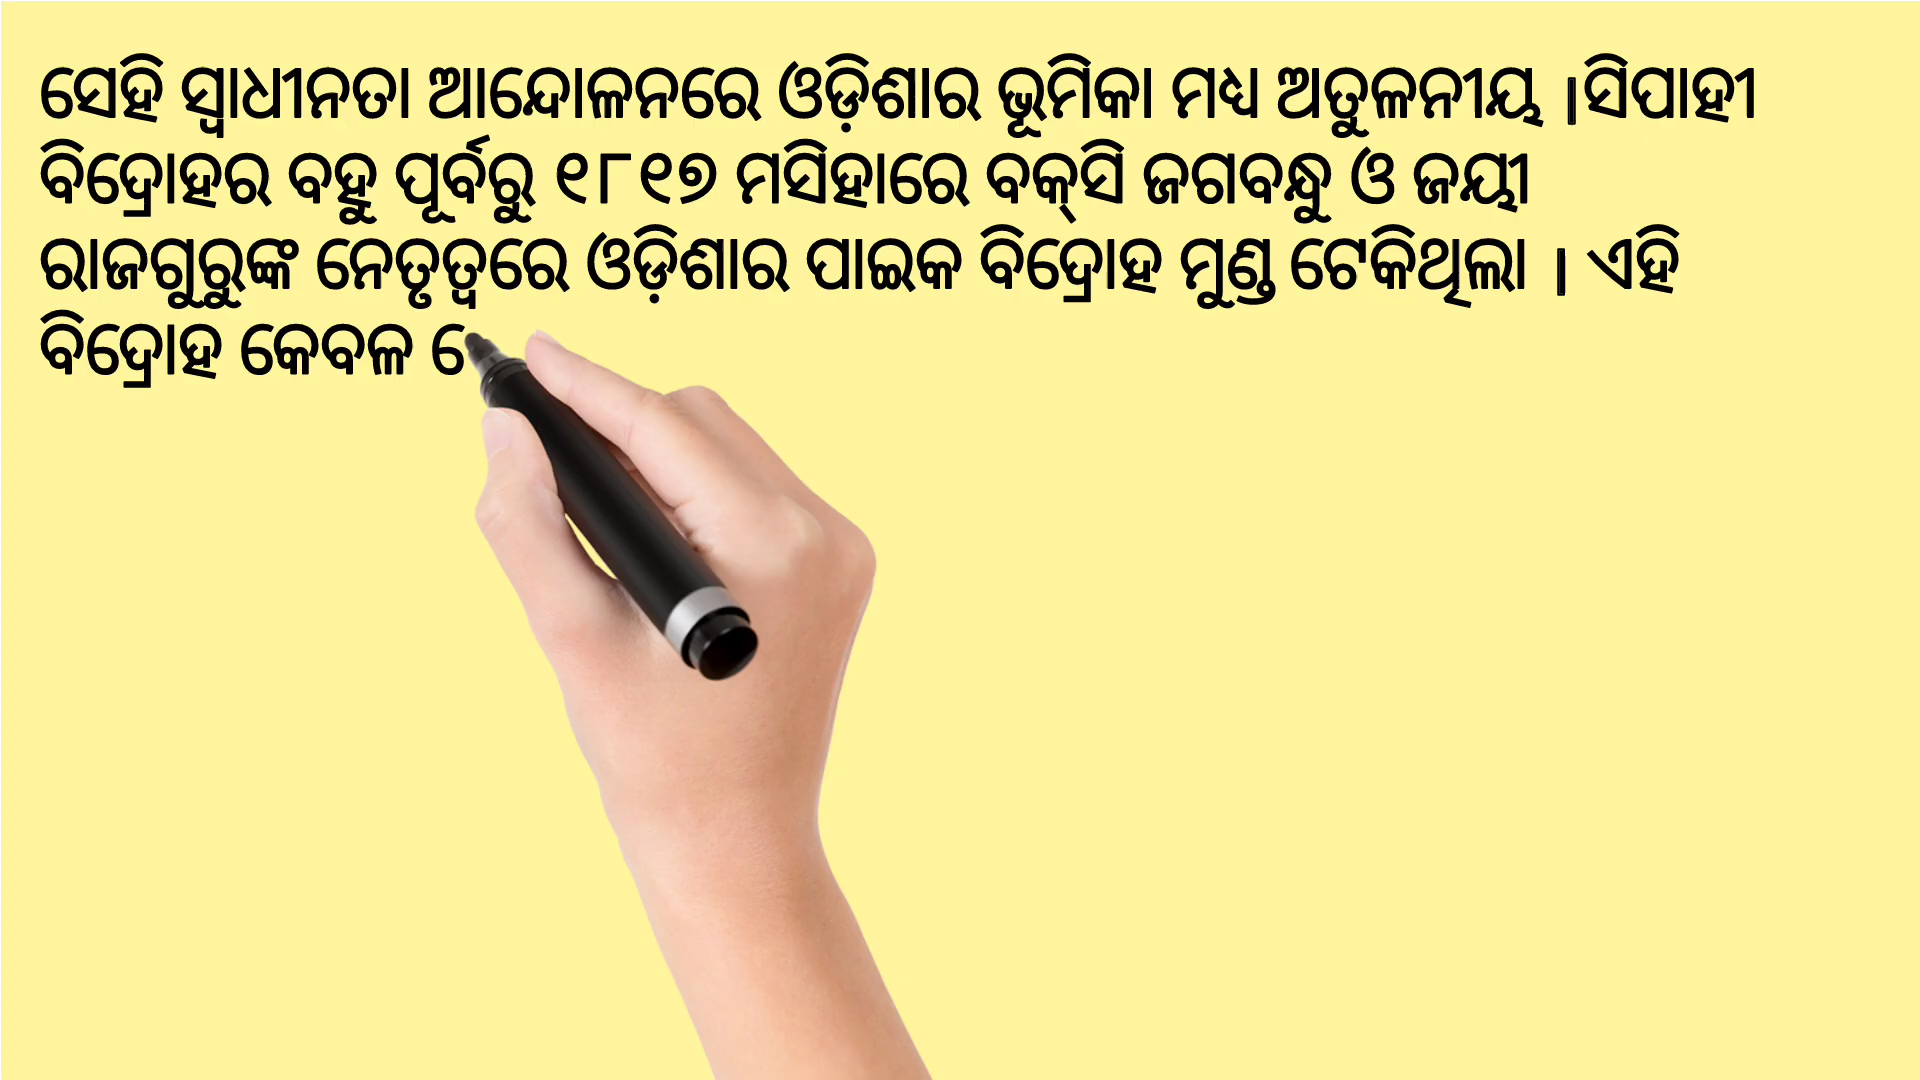 ସେହି ସ୍ୱାଧୀନତା ଆନ୍ଦୋଳନରେ ଓଡ଼ିଶାର ଭୂମିକା ମଧ୍ୟ ଅତୁଳନୀୟ ।ସିପାହୀ
ବିଦ୍ରୋହର ବହୁ ପୂର୍ବରୁ ୧୮୧୭ ମସିହାରେ ବକ୍‌ସି ଜଗବନ୍ଧୁ ଓ ଜୟୀ
ରାଜଗୁରୁଙ୍କ ନେତୃତ୍ୱରେ ଓଡ଼ିଶାର ପାଇକ ବିଦ୍ରୋହ ମୁଣ୍ଡ ଟେକିଥିଲା । ଏହି
ବିଦ୍ରୋହ କେବଳ